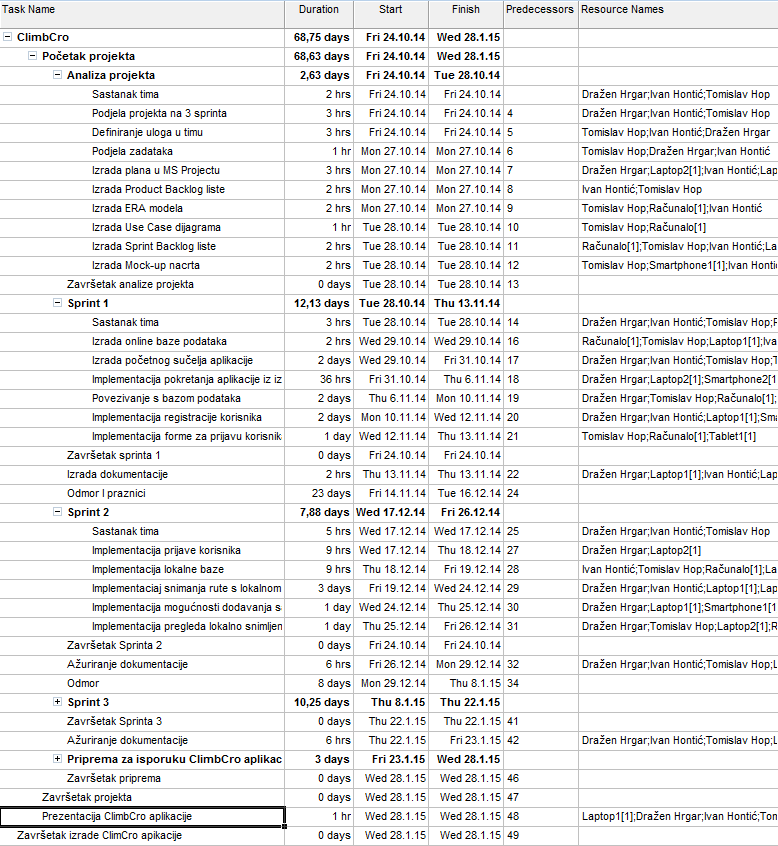 Task Name Duration Start Finish Predecessors Resource Names
ClimbCro 68,75 days Fri 24.10.14 Wed 28.1.15
Početak projekta 68,63 days Fri 24.10.14 Wed 28.1.15
Analiza projekta 2,63 days Fri 24.10.14 Tue 28.10.14
Sastanak tima 2 hrs Fri 24.10.14 Fri 24.10.14 Dražen Hrgar;Ivan Hontić;Tomislav Hop
Podjela projekta na 3 sprinta 3 hrs Fri 24.10.14 Fri 24.10.14 4 Dražen Hrgar;Ivan Hontić;Tomislav Hop
Definiranje uloga u timu 3 hrs Fri 24.10.14 Fri 24.10.14 5 Tomislav Hop;Ivan Hontić;Dražen Hrgar
Podjela zadataka 1 hr Mon 27.10.14 Mon 27.10.14 6 Tomislav Hop;Dražen Hrgar;Ivan Hontić
Izrada plana u MS Projectu 3 hrs Mon 27.10.14 Mon 27.10.14 7 Dražen Hrgar;Laptop2[1];Ivan Hontić;Lap
Izrada Product Backlog liste 2 hrs Mon 27.10.14 Mon 27.10.14 8 Ivan Hontić;Tomislav Hop
Izrada ERA modela 2 hrs Mon 27.10.14 Mon 27.10.14 9 Tomislav Hop;Računalo[1];Ivan Hontić
Izrada Use Case dijagrama 1 hr Tue 28.10.14 Tue 28.10.14 10 Tomislav Hop;Računalo[1]
Izrada Sprint Backlog liste 2 hrs Tue 28.10.14 Tue 28.10.14 11 Računalo[1];Tomislav Hop;Ivan Hontić;La
Izrada Mock-up nacrta 2 hrs Tue 28.10.14 Tue 28.10.14 12 Tomislav Hop;Smartphone1[1];Ivan Honti
Završetak analize projekta 0 days Tue 28.10.14 Tue 28.10.14 13
Sprint 1 12,13 days Tue 28.10.14 Thu 13.11.14
Sastanak tima 3 hrs Tue 28.10.14 Tue 28.10.14 14 Dražen Hrgar;Ivan Hontić;Tomislav Hop;
Izrada online baze podataka 2 hrs Wed 29.10.14 Wed 29.10.14 16 Računalo[1];Tomislav Hop;Laptop1[1];Iva
Izrada početnog sučelja aplikacije 2 days Wed 29.10.14 Fri 31.10.14 17 Dražen Hrgar;Ivan Hontić;Tomislav Hop;T
Implementacija pokretanja aplikacije iz iz 36 hrs Fri 31.10.14 Thu 6.11.14 18 Dražen Hrgar;Laptop2[1];Smartphone2[1
Povezivanje s bazom podataka 2 days Thu 6.11.14 Mon 10.11.14 19 Dražen Hrgar;Tomislav Hop;Računalo[1];
Implementacija registracije korisnika 2 days Mon 10.11.14 Wed 12.11.14 20 Dražen Hrgar;Ivan Hontić;Laptop1[1];Sma
Implementacija forme za prijavu korisnik 1 day Wed 12.11.14 Thu 13.11.14 21 Tomislav Hop;Računalo[1];Tablet1[1]
Završetak sprinta 1 0 days Fri 24.10.14 Fri 24.10.14
Izrada dokumentacije 2 hrs Thu 13.11.14 Thu 13.11.14 22 Dražen Hrgar;Laptop1[1];Ivan Hontić;Lap
Odmor I praznici 23 days Fri 14.11.14 Tue 16.12.14 24
Sprint 2 7,88 days Wed 17.12.14 Fri 26.12.14
Sastanak tima 5 hrs Wed 17.12.14 Wed 17.12.14 25 Dražen Hrgar;Ivan Hontić;Tomislav Hop
Implementacija prijave korisnika 9 hrs Wed 17.12.14 Thu 18.12.14 27 Dražen Hrgar;Laptop2[1]
Implementacija lokalne baze 9 hrs Thu 18.12.14 Fri 19.12.14 28 Ivan Hontić;Tomislav Hop;Računalo[1];La
Implementaciaj snimanja rute s lokalnom 3 days Fri 19.12.14 Wed 24.12.14 29 Dražen Hrgar;Ivan Hontić;Laptop1[1];Lap
Implementacija mogućnosti dodavanja s 1 day Wed 24.12.14 Thu 25.12.14 30 Dražen Hrgar;Laptop1[1];Smartphone1[1
Implementacija pregleda lokalno snimljen 1 day Thu 25.12.14 Fri 26.12.14 31 Dražen Hrgar;Tomislav Hop;Laptop2[1];R
Završetak Sprinta 2 0 days Fri 24.10.14 Fri 24.10.14
Ažuriranje dokumentacije 6 hrs Fri 26.12.14 Mon 29.12.14 32 Dražen Hrgar;Ivan Hontić;Tomislav Hop;L
Odmor 8 days Mon 29.12.14 Thu 8.1.15 34
Sprint 3 10,25 days Thu 8.1.15 Thu 22.1.15
Završetak Sprinta 3 0 days Thu 22.1.15 Thu 22.1.15 41
Ažuriranje dokumentacije 6 hrs Thu 22.1.15 Fri 23.1.15 42 Dražen Hrgar;Ivan Hontić;Tomislav Hop;L
Priprema za isporuku ClimbCro aplikac 3 days Fri 23.1.15 Wed 28.1.15
Završetak priprema 0 days Wed 28.1.15 Wed 28.1.15 46
Završetak projekta 0 days Wed 28.1.15 Wed 28.1.15 47
Prezentacija ClimbCro aplikacije 1 hr Wed 28.1.15 Wed 28.1.15 48 Laptop1[1];Dražen Hrgar;Ivan Hontić;Tom
Završetak izrade ClimCro apikacije 0 days Wed 28.1.15 Wed 28.1.15 49